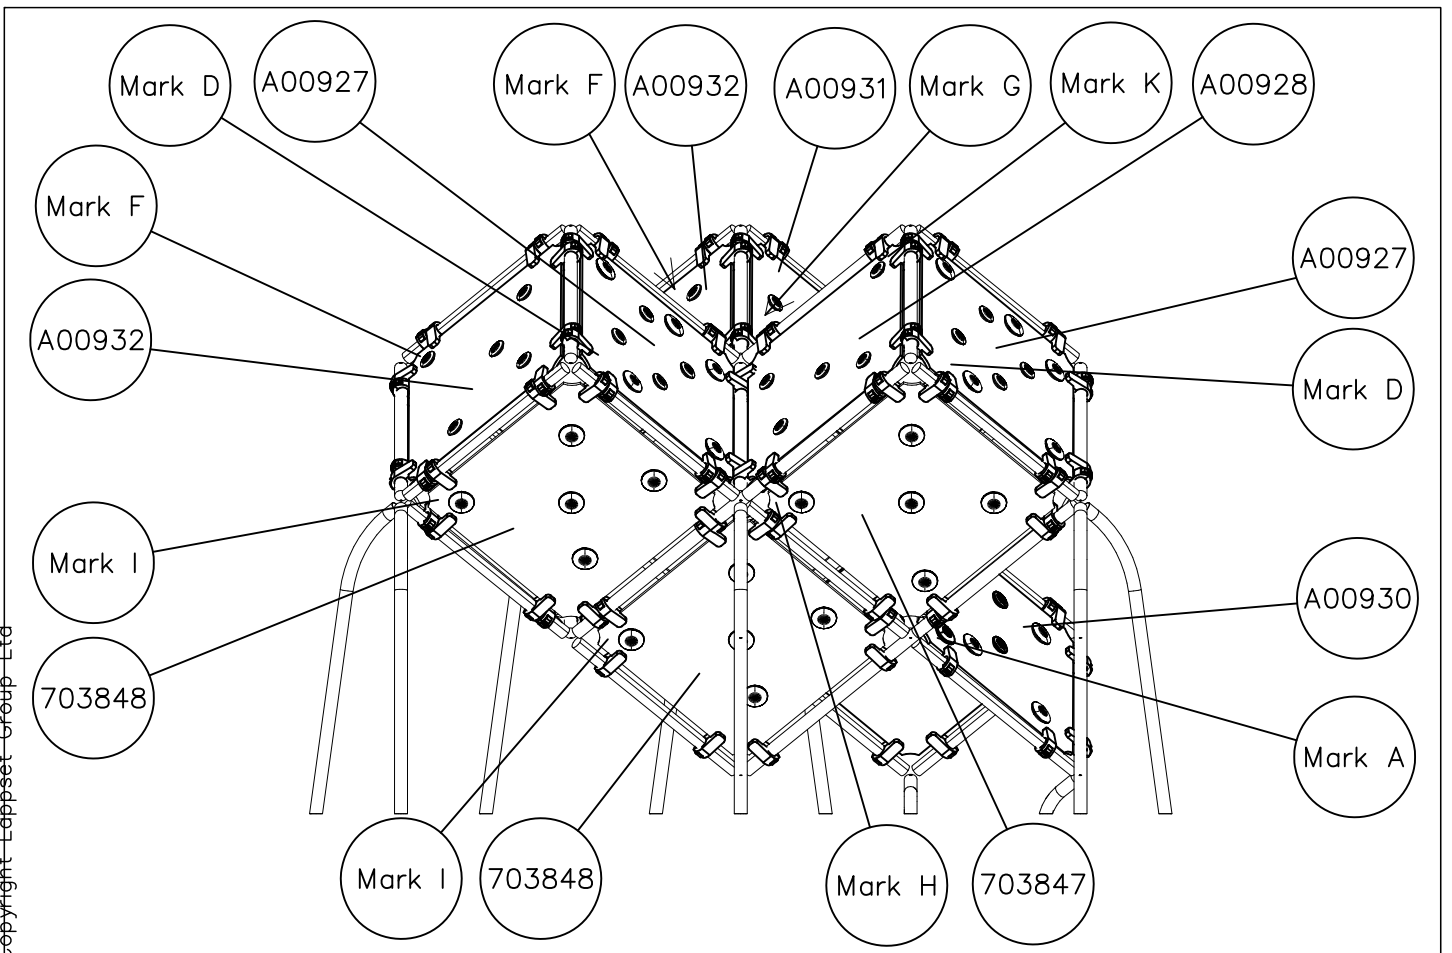 Mark D
A00927
Mark F
A00932
A00931
Mark G
Mark K
A00928
Mark F
A00927
A00932
Mark D
Mark I
A00930
703848
Mark A
Mark I
703848
Mark H
703847
Copyright Lappset Group Ltd